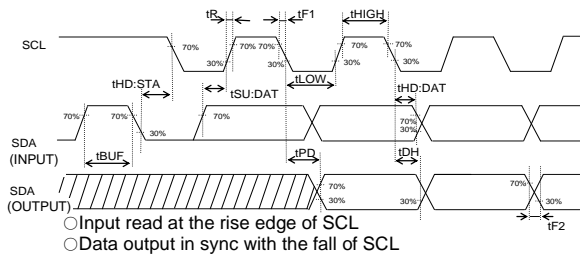 tR tF1 tHIGH
SCL 70% 70% 70% 70% 70%
30% 30% 30% 30%
tHD:STA tLOW
tSU:DAT tHD:DAT
70% 70% 70% 70%
30% 30%
SDA
(INPUT)
tBUF tPD tDH
SDA
(OUTPUT)
70% 70%
30% 30% 30%
tF2
○Input read at the rise edge of SCL
○Data output in sync with the fall of SCL